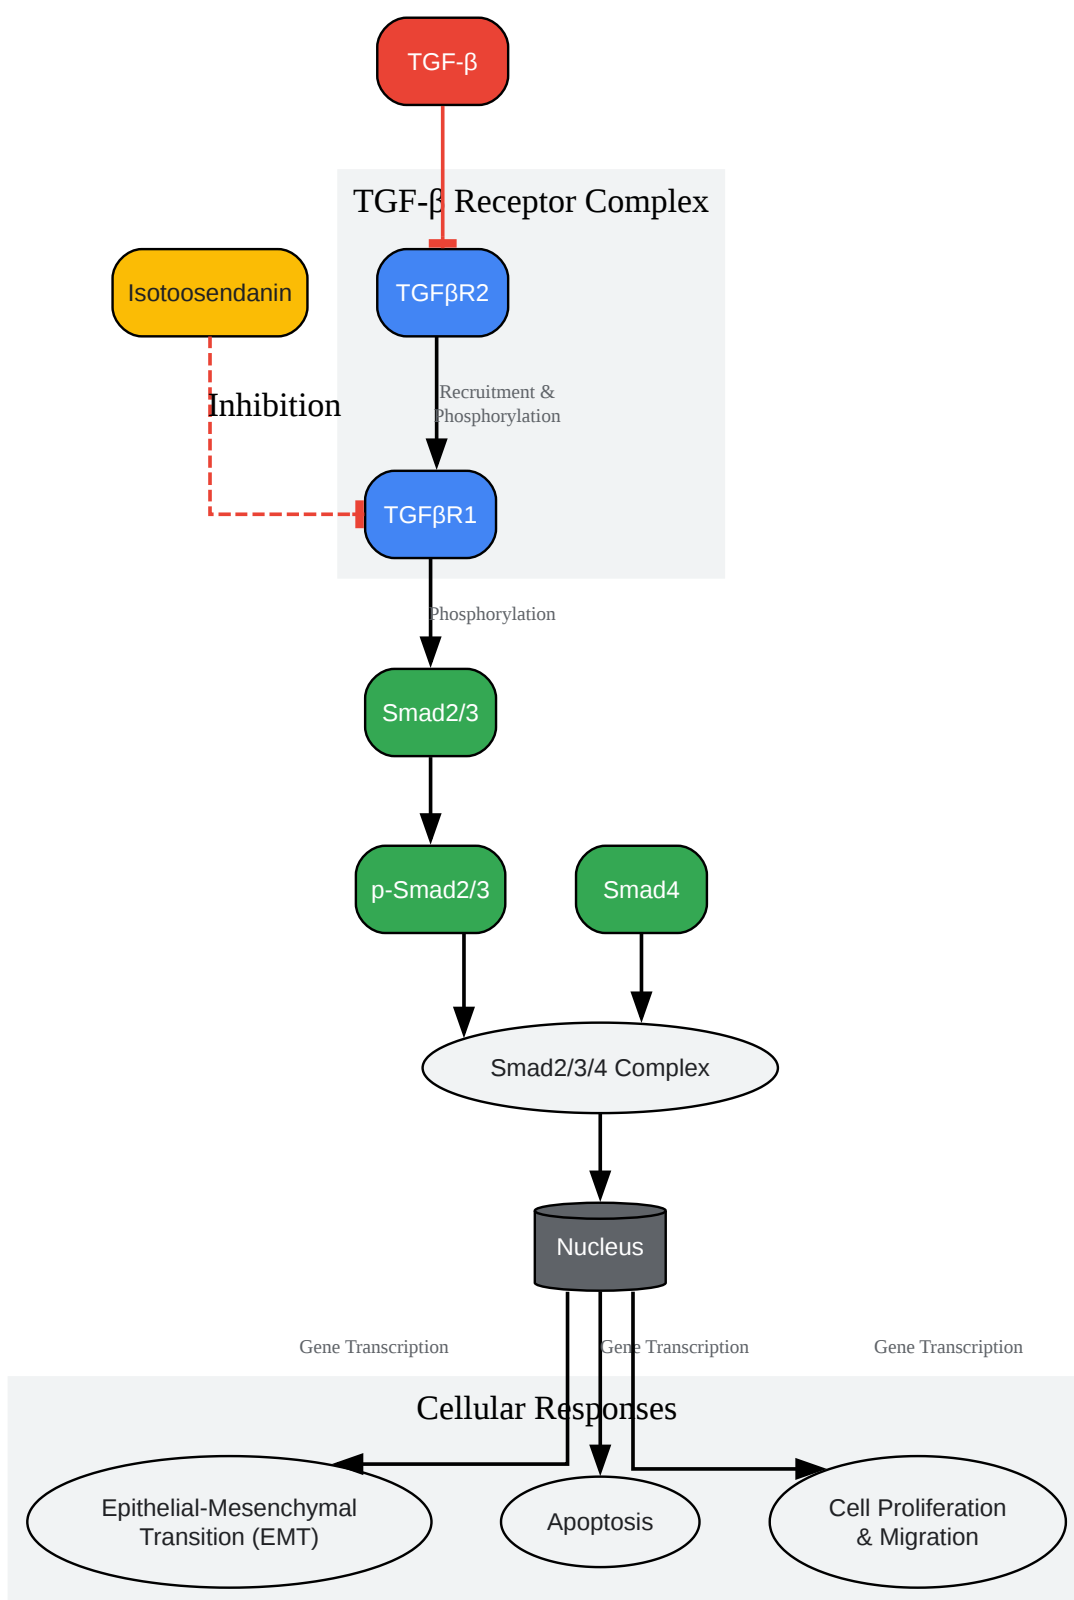 TGF-β
TGF-β Receptor Complex
Isotoosendanin
TGFβR2
Inhibition
Recruitment &
Phosphorylation
TGFβR1
Phosphorylation
Smad2/3
p-Smad2/3
Smad4
Smad2/3/4 Complex
Nucleus
Gene Transcription
Gene Transcription
Gene Transcription
Cellular Responses
Epithelial-Mesenchymal
Transition (EMT)
Apoptosis
Cell Proliferation
& Migration